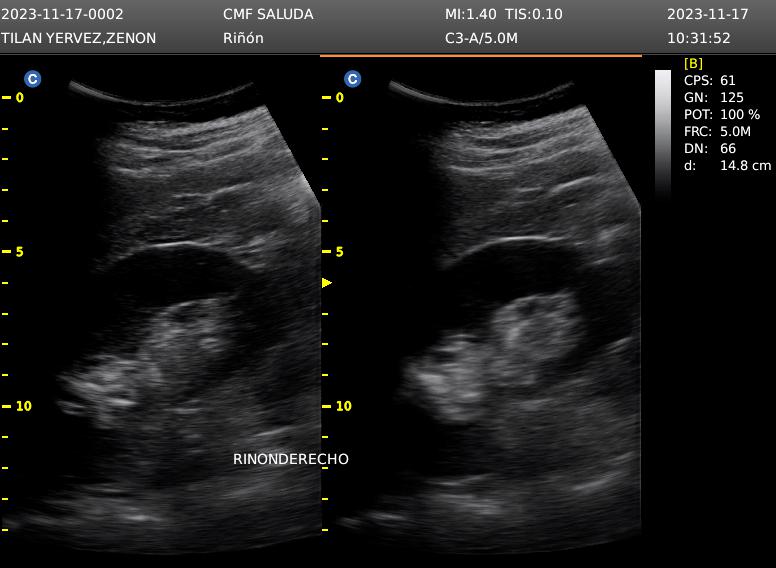 2023-11-17-0002 CMF SALUDA MI:1.40 TIS:0.10 2023-11-17
TILAN YERVEZ,ZENON Riñón C3-A/5.0M 10:31:52
[B]
C C
CPS: 61
0 0
GN: 125
POT: 100 %
FRC: 5.0M
DN: 66
d: 14.8 cm
5 5
10 10
RINONDERECHO